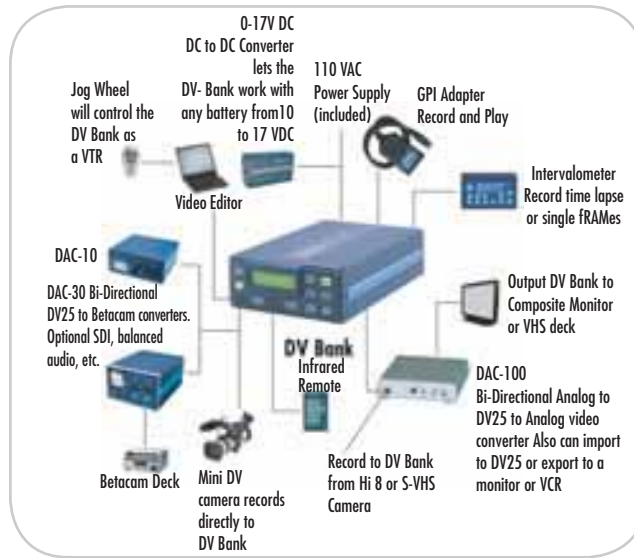 0-17V DC
DC to DC Converter
lets the
DV- Bank work with
any battery from10
to 17 VDC
110 VAC
Power Supply
(included)
GPI Adapter
Record and Play
Jog Wheel
will control the
DV Bank as
a VTR
Video Editor
Intervalometer
Record time lapse
or single fRAMes
DAC-10
DAC-30 Bi-Directional
DV25 to Betacam converters.
Optional SDI, balanced
audio, etc.
Output DV Bank to
Composite Monitor
or VHS deck
DV Bank
Infrared
Remote
DAC-100
Bi-Directional Analog to
DV25 to Analog video
converter Also can import
to DV25 or export to a
monitor or VCR
Betacam Deck
Mini DV
camera records
directly to
DV Bank
Record to DV Bank
from Hi 8 or S-VHS
Camera